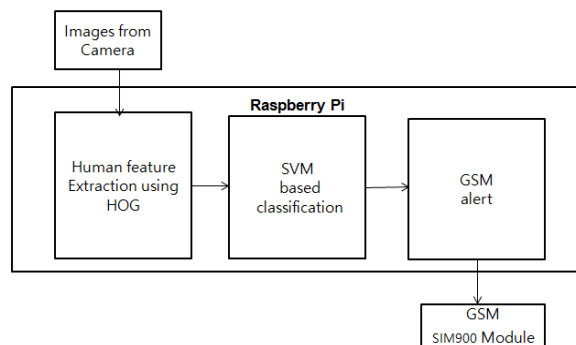 Images from
Camera
Raspberry Pi
Human feature
Extraction using
HOG
SVM
based
classification
GSM
alert
GSM
SIM900 Module